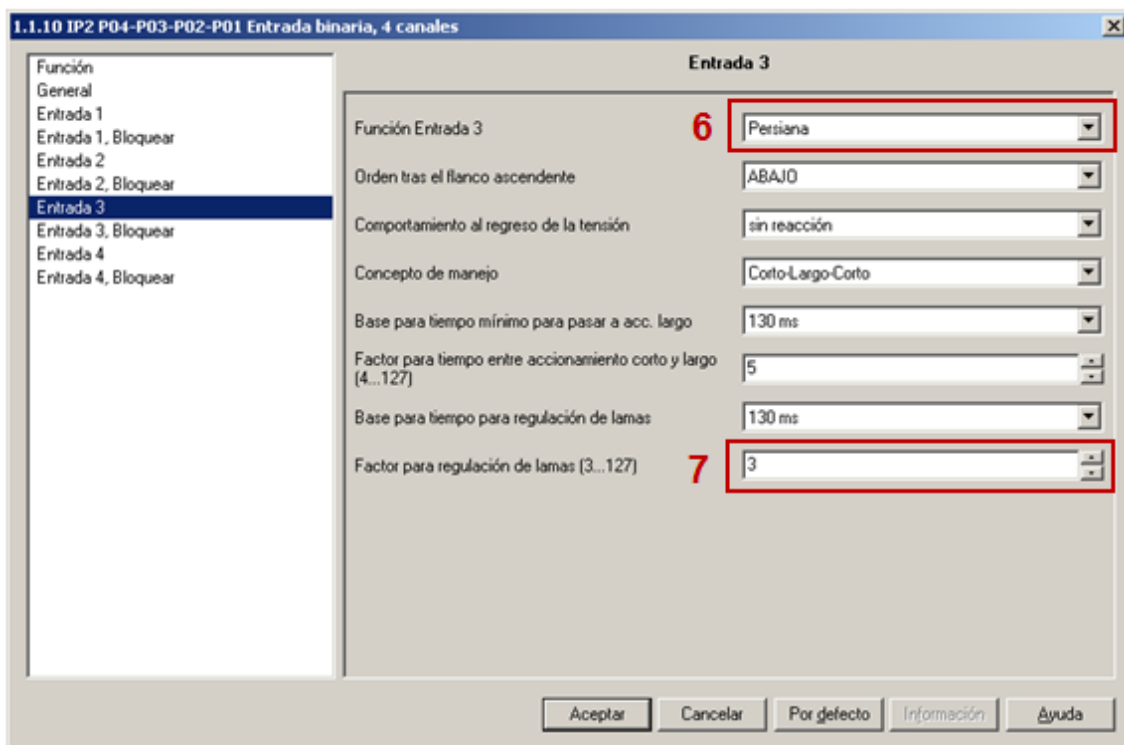 1.1.10 IP2 P04-P03-P02-P01 Entrada binaria, 4 canales
Función
General
Entrada 1
Entrada 1, Bloquear
Entrada 2
Entrada 2, Bloquear
Entrada 3
Entrada 3, Bloquear
Entrada 4
Entrada 4, Bloquear
Entrada 3
Función Entrada 3 6 Persiana
Orden tras el flanco ascendente ABAJO
Comportamiento al regreso de la tensión sin reacción
Concepto de manejo Corto-Largo-Corto
Base para tiempo mínimo para pasar a acc. largo 130 ms
Factor para tiempo entre accionamiento corto y largo
(4...127) 5
Base para tiempo para regulación de lamas 130 ms
Factor para regulación de lamas (3...127) 7 3
Aceptar Cancelar Por defecto Información Ayuda